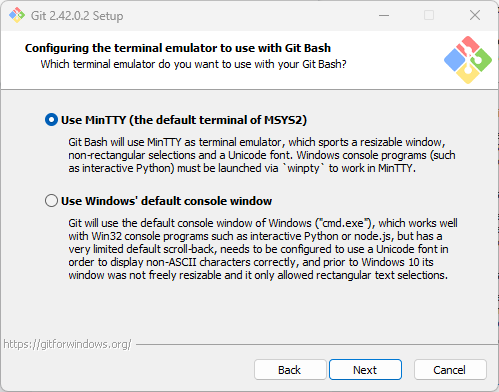 Git 2.42.0.2 Setup
Configuring the terminal emulator to use with Git Bash
Which terminal emulator do you want to use with your Git Bash?
Use MinTTY (the default terminal of MSYS2)
Git Bash will use MinTTY as terminal emulator, which sports a resizable window,
non-rectangular selections and a Unicode font. Windows console programs (such
as interactive Python) must be launched via `winpty` to work in MinTTY.
Use Windows' default console window
Git will use the default console window of Windows ("cmd.exe"), which works well
with Win32 console programs such as interactive Python or node.js, but has a
very limited default scroll-back, needs to be configured to use a Unicode font in
order to display non-ASCII characters correctly, and prior to Windows 10 its
window was not freely resizable and it only allowed rectangular text selections.
https://gitforwindows.org/
Back
Next
Cancel